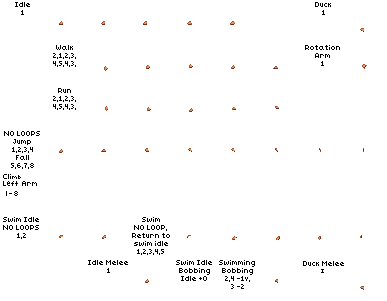 Idle
1
Duck
1
Walk
2,1,2,3,
4,5,4,3,
Rotation
Arm
1
Run
2,1,2,3,
4,5,4,3,
NO LOOPS
Jump
1,2,3,4
Fall
5,6,7,8
Climb
Left Arm
1-8
Swim Idle
NO LOOPS
1,2
Swim
NO LOOP,
Return to
swim idle
1,2,3,4,5
Idle Melee
1
Swim Idle
Bobbing
Idle +0
Swimming
Bobbing
2,4 -1v,
3 -2
Duck Melee
1